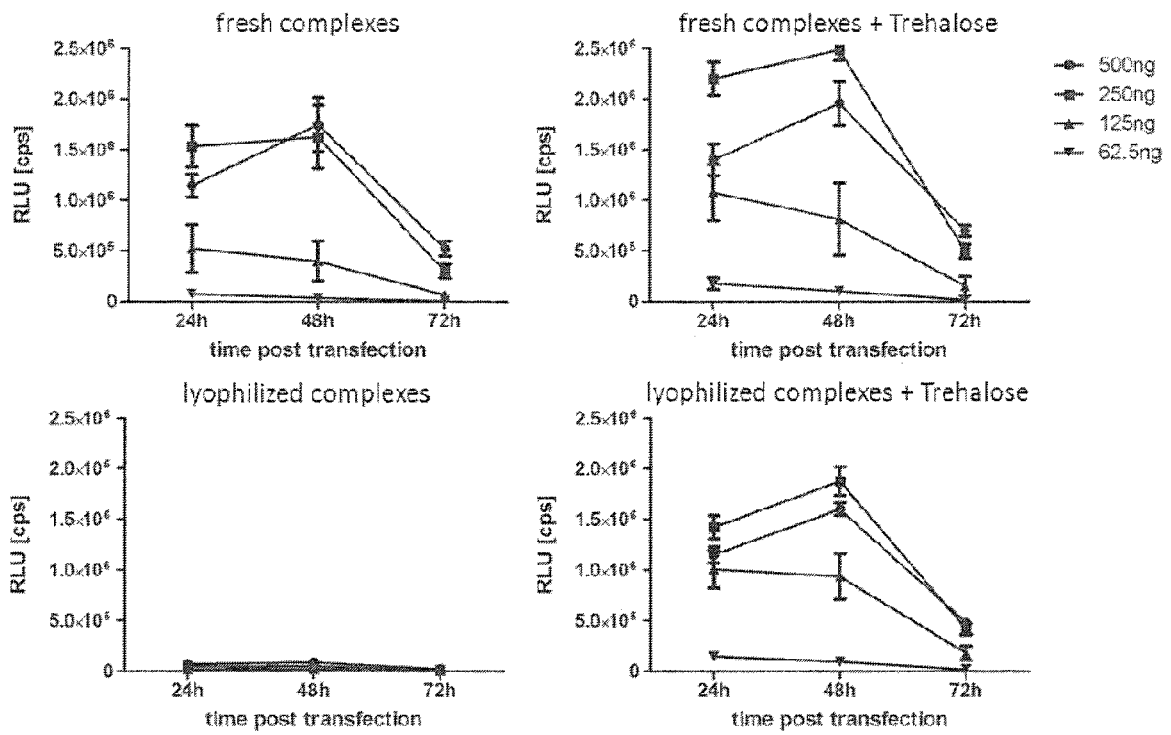 fresh complexes
2.5×10⁶
2.0×10⁶
1.5×10⁶
1.0×10⁶
5.0×10⁵
0
RLU [cps]
24h 48h 72h
time post transfection
fresh complexes + Trehalose
2.5×10⁶
2.0×10⁶
1.5×10⁶
1.0×10⁶
5.0×10⁵
0
RLU [cps]
24h 48h 72h
time post transfection
500ng
250ng
125ng
62.5ng
lyophilized complexes
2.5×10⁶
2.0×10⁶
1.5×10⁶
1.0×10⁶
5.0×10⁵
0
RLU [cps]
24h 48h 72h
time post transfection
lyophilized complexes + Trehalose
2.5×10⁶
2.0×10⁶
1.5×10⁶
1.0×10⁶
5.0×10⁵
0
RLU [cps]
24h 48h 72h
time post transfection